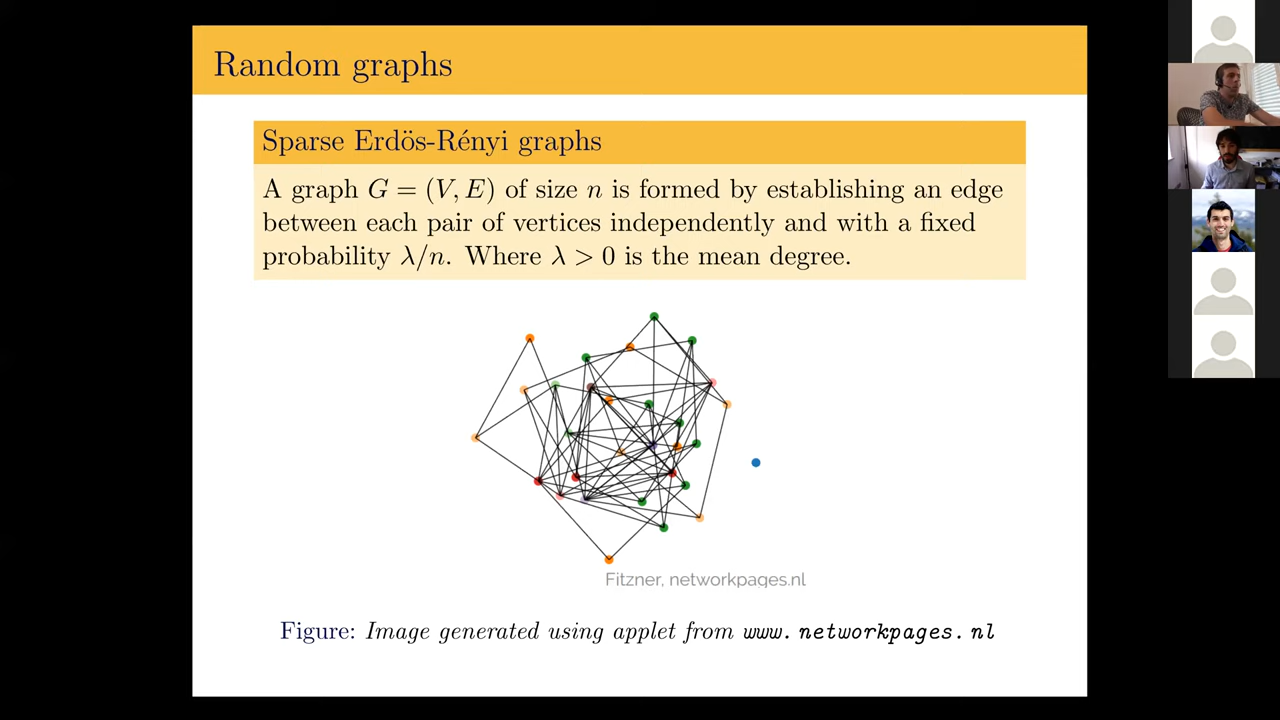 Random graphs
Sparse Erdös-Rényi graphs
A graph G = (V, E) of size n is formed by establishing an edge
between each pair of vertices independently and with a fixed
probability λ/n. Where λ > 0 is the mean degree.
Fitzner, networkpages.nl
Figure: Image generated using applet from www.networkpages.nl